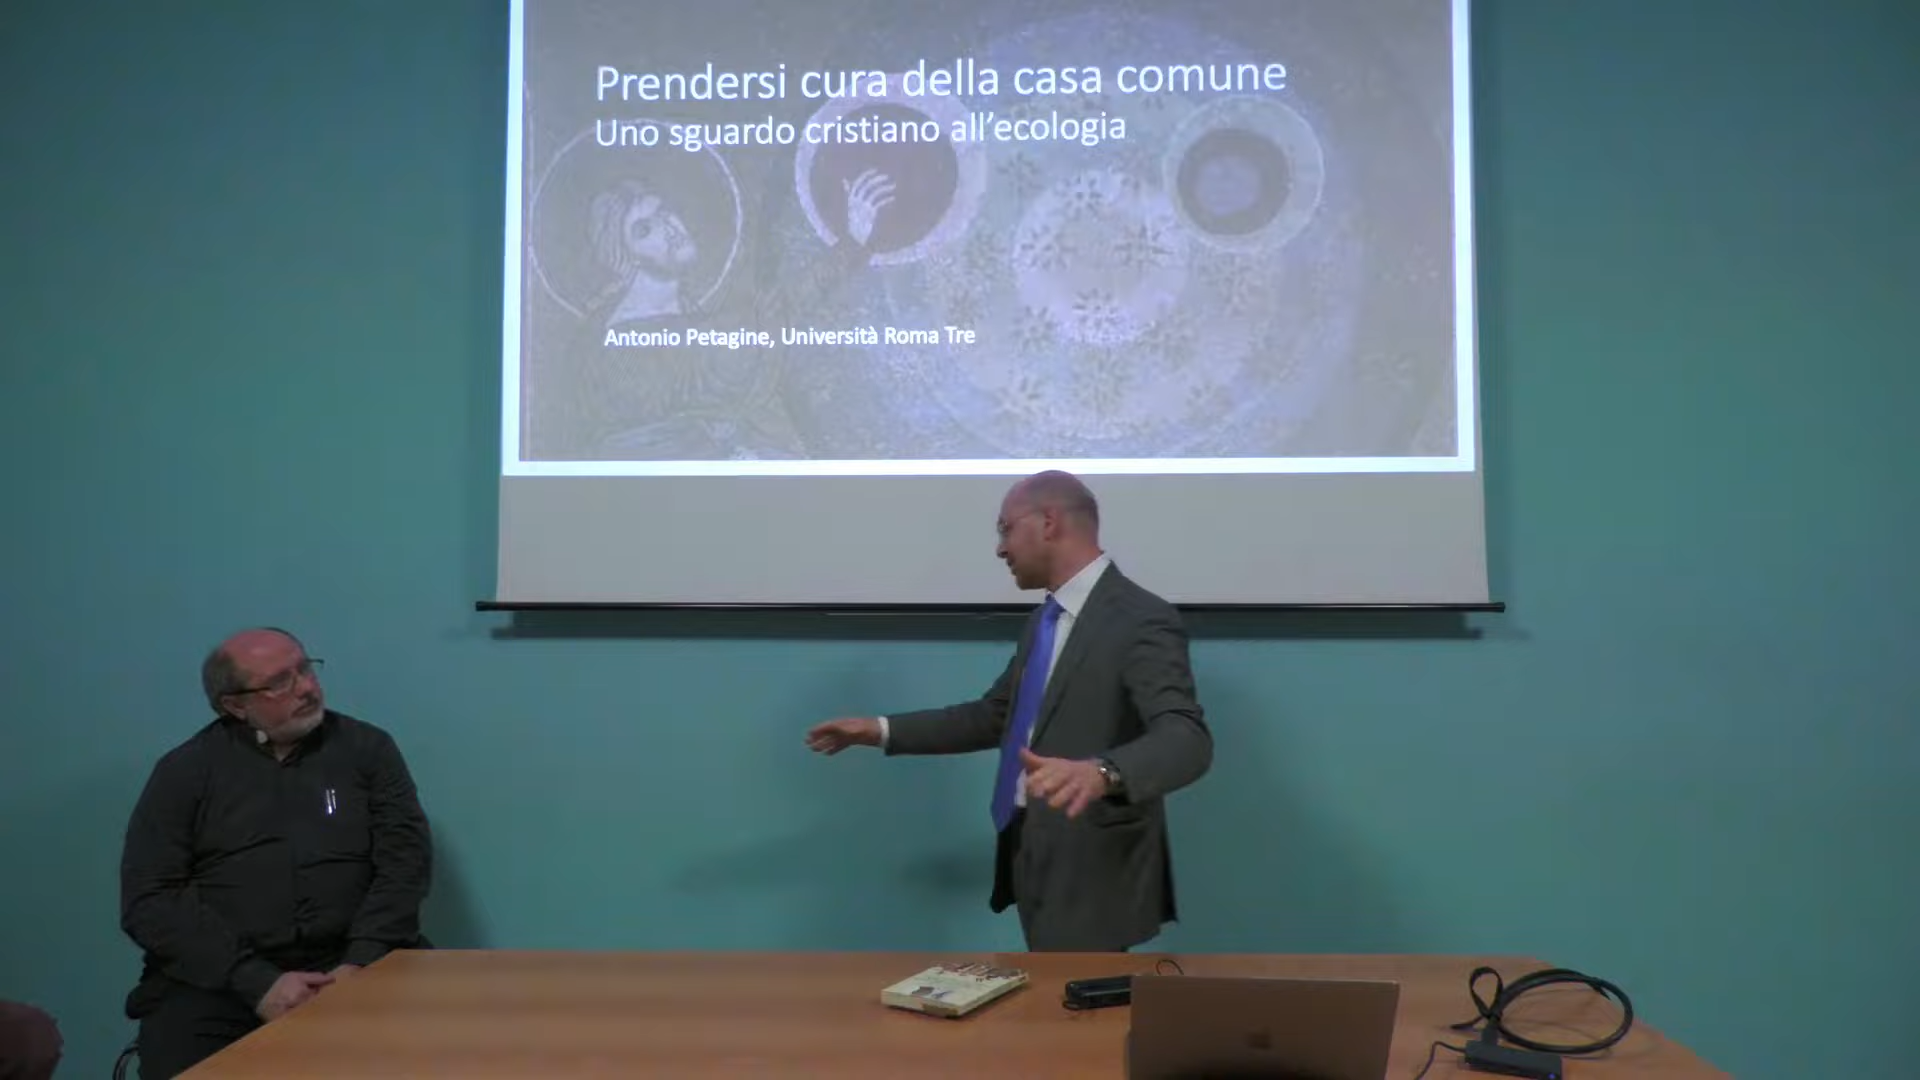 Prendersi cura della casa comune
Uno sguardo cristiano all'ecologia
Antonio Petagine, Università Roma Tre